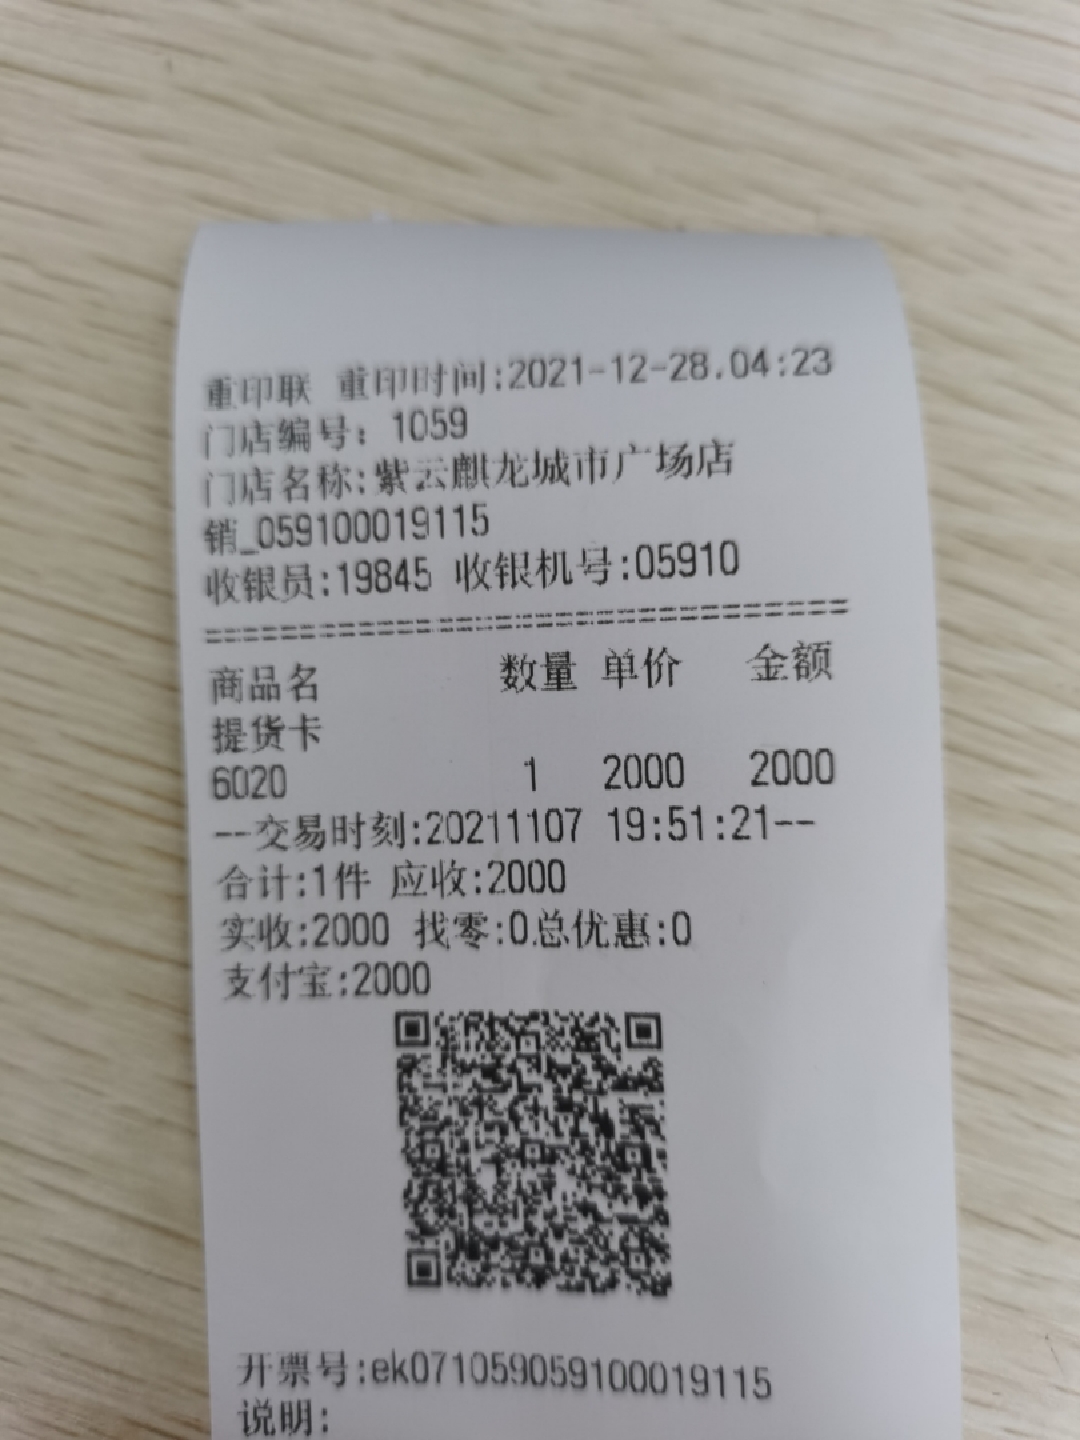 重印联 重印时间:2021-12-28.04:23
门店编号: 1059
门店名称:紫云麒龙城市广场店
销_059100019115
收银员:19845 收银机号:05910
========================================
商品名 数量 单价 金额
提货卡
6020 1 2000 2000
--交易时刻:20211107 19:51:21--
合计:1件 应收:2000
实收:2000 找零:0.总优惠:0
支付宝:2000
开票号:ek071059059100019115
说明: